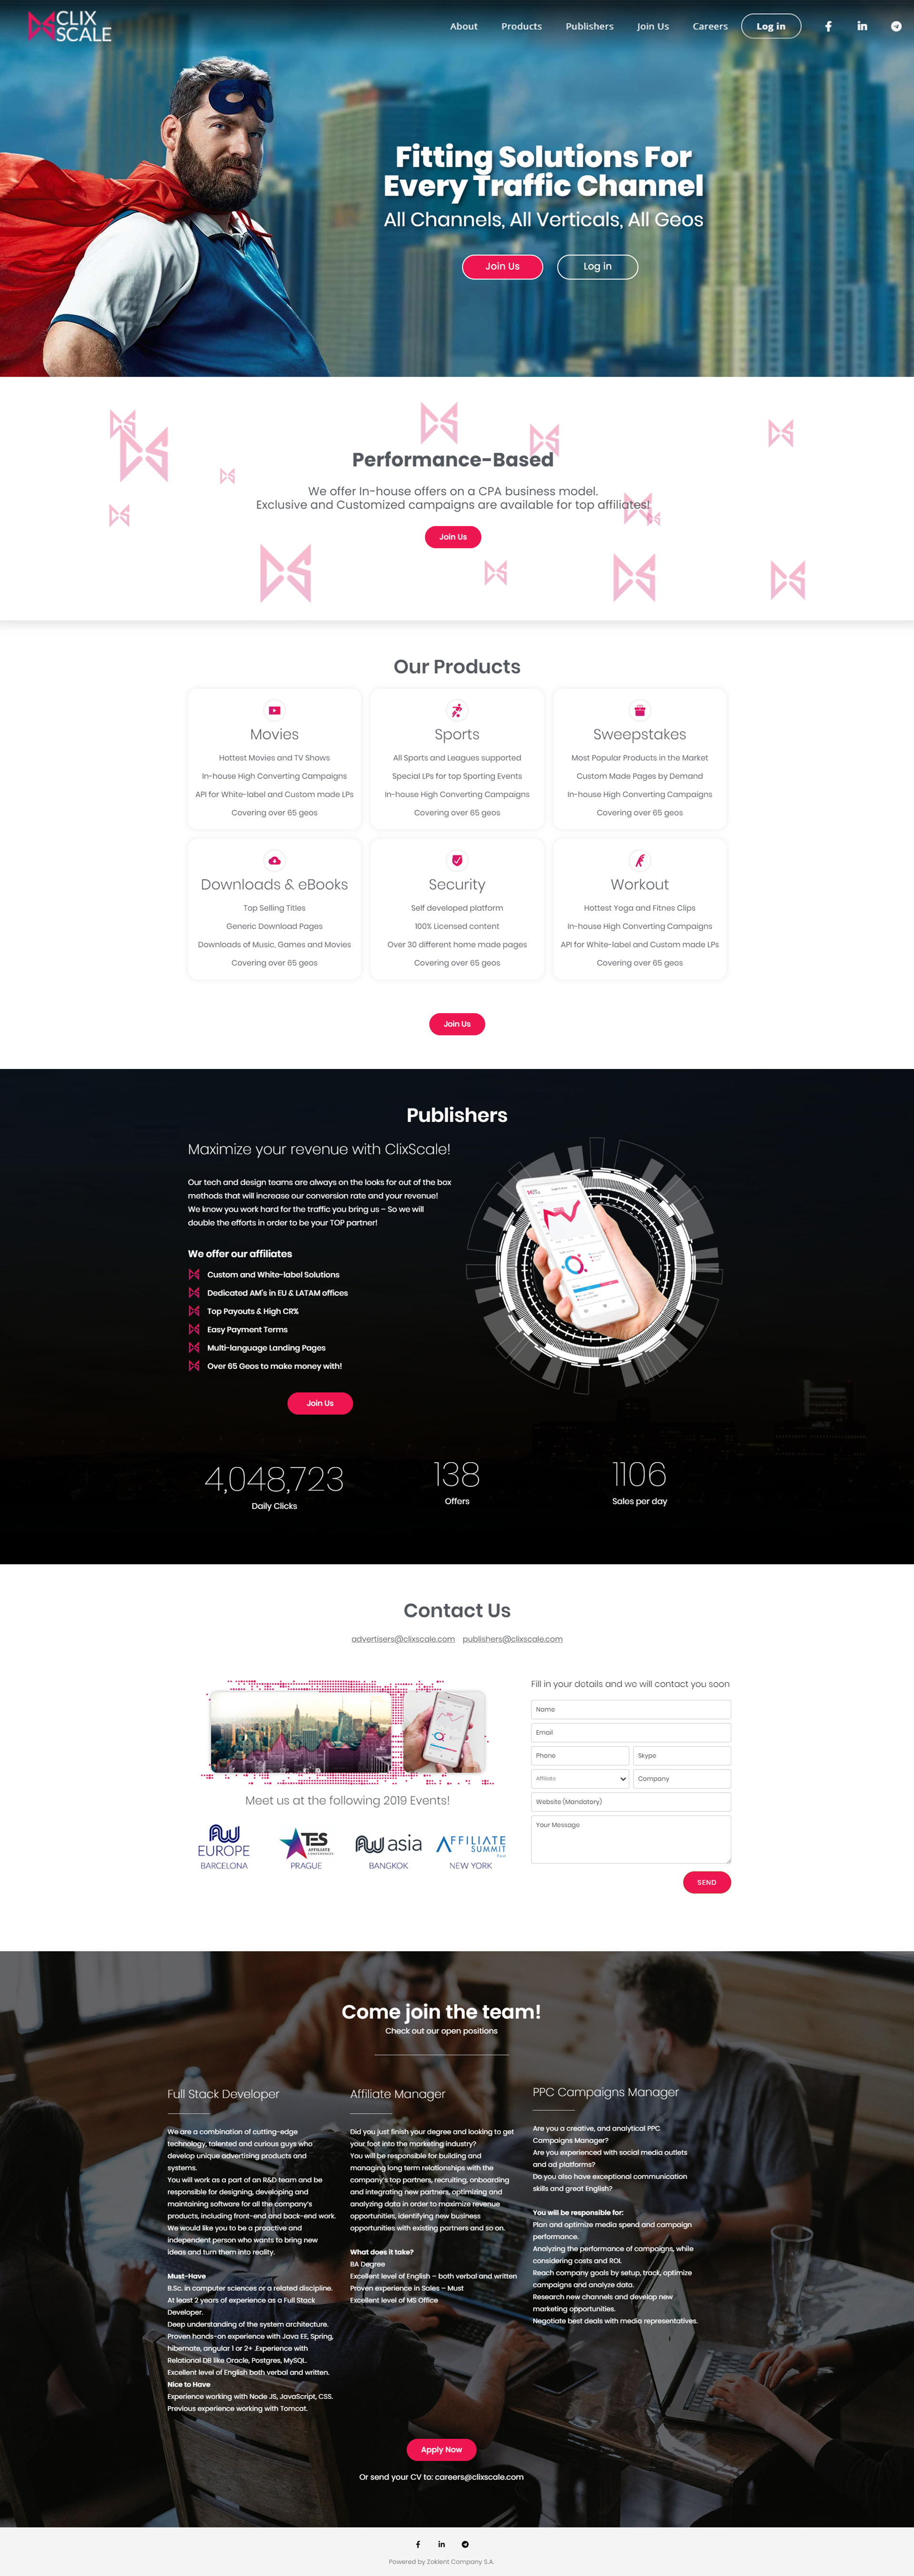 CLIX
SCALE
About Products Publishers Join Us Careers Log in
Fitting Solutions For
Every Traffic Channel
All Channels, All Verticals, All Geos
Join Us Log in
Performance-Based
We offer In-house offers on a CPA business model.
Exclusive and Customized campaigns are available for top affiliates!
Join Us
Our Products
Movies
Hottest Movies and TV Shows
In-house High Converting Campaigns
API for White-label and Custom made LPs
Covering over 65 geos
Sports
All Sports and Leagues supported
Special LPs for top Sporting Events
In-house High Converting Campaigns
Covering over 65 geos
Sweepstakes
Most Popular Products in the Market
Custom Made Pages by Demand
In-house High Converting Campaigns
Covering over 65 geos
Downloads & eBooks
Top Selling Titles
Generic Download Pages
Downloads of Music, Games and Movies
Covering over 65 geos
Security
Self developed platform
100% Licensed content
Over 30 different home made pages
Covering over 65 geos
Workout
Hottest Yoga and Fitnes Clips
In-house High Converting Campaigns
API for White-label and Custom made LPs
Covering over 65 geos
Join Us
Publishers
Maximize your revenue with ClixScale!
Our tech and design teams are always on the looks for out of the box
methods that will increase our conversion rate and your revenue!
We know you work hard for the traffic you bring us – So we will
double the efforts in order to be your TOP partner!
We offer our affiliates
Custom and White-label Solutions
Dedicated AM's in EU & LATAM offices
Top Payouts & High CR%
Easy Payment Terms
Multi-language Landing Pages
Over 65 Geos to make money with!
Join Us
4,048,723
Daily Clicks
138
Offers
1106
Sales per day
Contact Us
advertisers@clixscale.com publishers@clixscale.com
Meet us at the following 2019 Events!
AW
EUROPE
BARCELONA
TES
AFFILIATE
CONFERENCES
PRAGUE
AW asia
BANGKOK
AFFILIATE
SUMMIT
East
NEW YORK
Fill in your details and we will contact you soon
Name
Email
Phone Skype
Affiliate Company
Website (Mandatory)
Your Message
SEND
Come join the team!
Check out our open positions
Full Stack Developer
We are a combination of cutting-edge
technology, talented and curious guys who
develop unique advertising products and
systems.
You will work as a part of an R&D team and be
responsible for designing, developing and
maintaining software for all the company's
products, including front-end and back-end work.
We would like you to be a proactive and
independent person who wants to bring new
ideas and turn them into reality.
Must-Have
B.Sc. in computer sciences or a related discipline.
At least 2 years of experience as a Full Stack
Developer.
Deep understanding of the system architecture.
Proven hands-on experience with Java EE, Spring,
hibernate, angular 1 or 2+ .Experience with
Relational DB like Oracle, Postgres, MySQL.
Excellent level of English both verbal and written.
Nice to Have
Experience working with Node JS, JavaScript, CSS.
Previous experience working with Tomcat.
Affiliate Manager
Did you just finish your degree and looking to get
your foot into the marketing industry?
You will be responsible for building and
managing long term relationships with the
company's top partners, recruiting, onboarding
and integrating new partners, optimizing and
analyzing data in order to maximize revenue
opportunities, identifying new business
opportunities with existing partners and so on.
What does it take?
BA Degree
Excellent level of English – both verbal and written
Proven experience in Sales – Must
Excellent level of MS Office
PPC Campaigns Manager
Are you a creative, and analytical PPC
Campaigns Manager?
Are you experienced with social media outlets
and ad platforms?
Do you also have exceptional communication
skills and great English?
You will be responsible for:
Plan and optimize media spend and campaign
performance.
Analyzing the performance of campaigns, while
considering costs and ROI.
Reach company goals by setup, track, optimize
campaigns and analyze data.
Research new channels and develop new
marketing opportunities.
Negotiate best deals with media representatives.
Apply Now
Or send your CV to: careers@clixscale.com
Powered by Zoklent Company S.A.